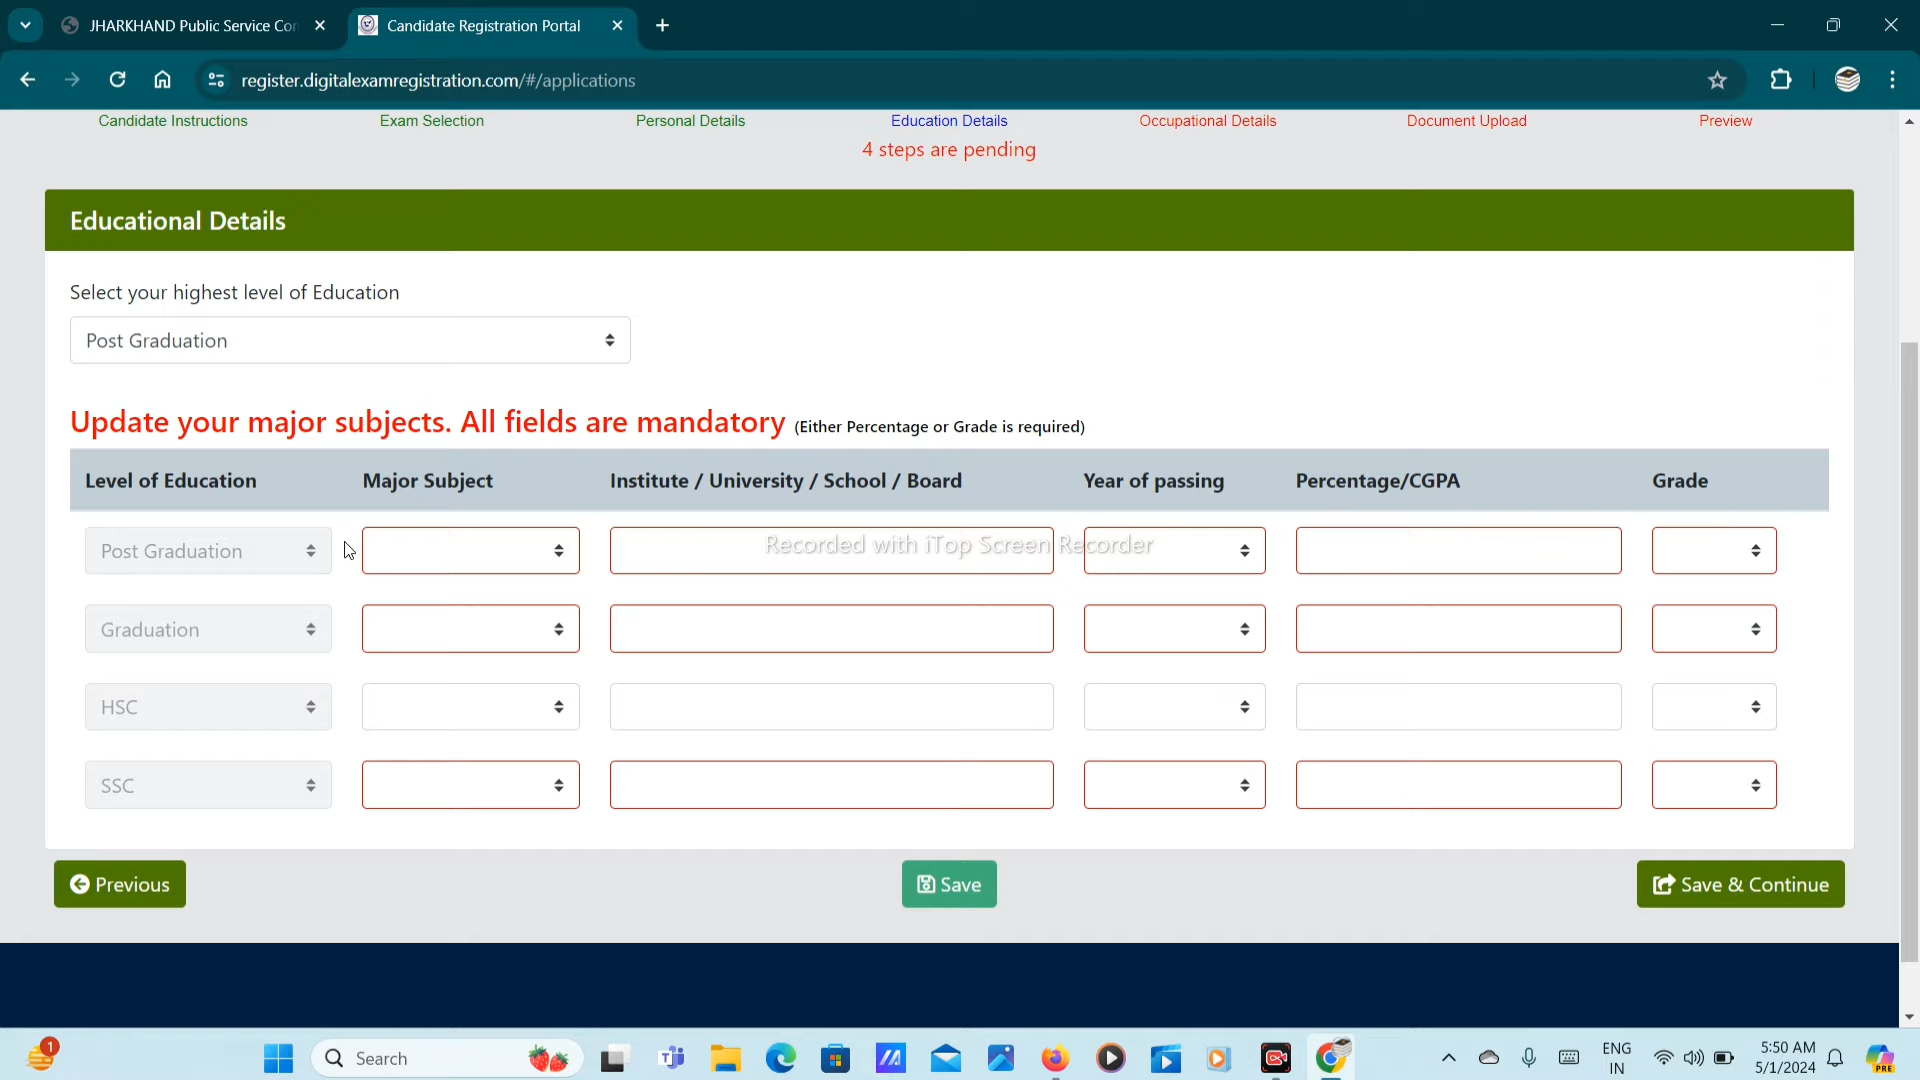 JHARKHAND Public Service Con
Candidate Registration Portal
register.digitalexamregistration.com/#/applications
Candidate Instructions Exam Selection Personal Details Education Details Occupational Details Document Upload Preview
4 steps are pending
Educational Details
Select your highest level of Education
Post Graduation
Update your major subjects. All fields are mandatory (Either Percentage or Grade is required)
Level of Education Major Subject Institute / University / School / Board Year of passing Percentage/CGPA Grade
Post Graduation
Recorded with iTop Screen Recorder
Graduation
HSC
SSC
Previous Save Save & Continue
1
Search
PRE
ENG
IN
5:50 AM
5/1/2024